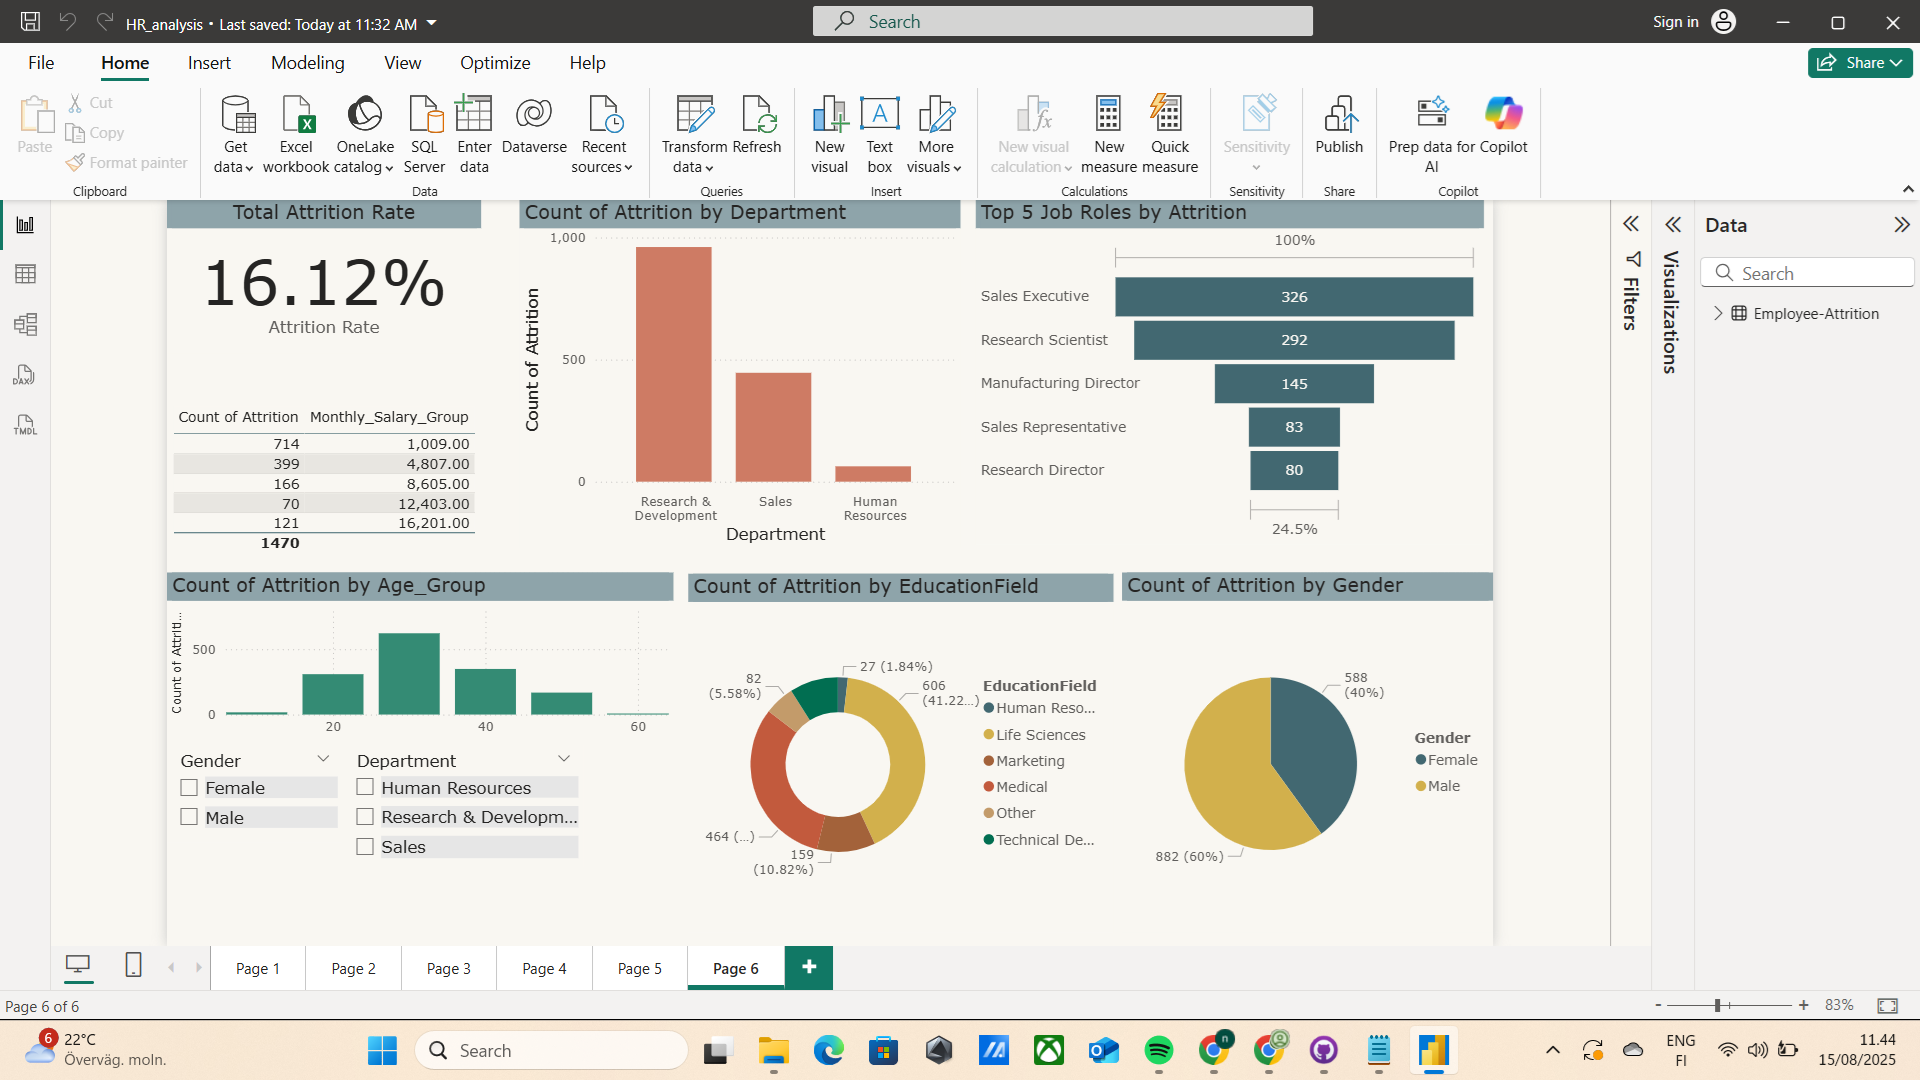 HR_analysis • Last saved: Today at 11:32 AM
Search
Sign in
File Home Insert Modeling View Optimize Help
Share
Paste
Cut
Copy
Format painter
Clipboard
Get data
Excel workbook
OneLake catalog
SQL Server
Enter data
Dataverse
Recent sources
Data
Transform data
Refresh
Queries
New visual
Text box
More visuals
Insert
New visual calculation
New measure
Quick measure
Calculations
Sensitivity
Sensitivity
Publish
Share
Prep data for AI
Copilot
Copilot
Total Attrition Rate
16.12%
Attrition Rate
Count of Attrition Monthly_Salary_Group
714 1,009.00
399 4,807.00
166 8,605.00
70 12,403.00
121 16,201.00
1470
Count of Attrition by Department
Count of Attrition
1,000
500
0
Research & Development
Sales
Human Resources
Department
Top 5 Job Roles by Attrition
100%
Sales Executive 326
Research Scientist 292
Manufacturing Director 145
Sales Representative 83
Research Director 80
24.5%
Count of Attrition by Age_Group
Count of Attrit...
500
0
20 40 60
Gender
Female
Male
Department
Human Resources
Research & Developm...
Sales
Count of Attrition by EducationField
27 (1.84%)
606 (41.22...)
159 (10.82%)
464 (...)
82 (5.58%)
EducationField
Human Reso...
Life Sciences
Marketing
Medical
Other
Technical De...
Count of Attrition by Gender
588 (40%)
882 (60%)
Gender
Female
Male
Filters
Visualizations
Data
Search
Employee-Attrition
DAX
TMDL
Page 1 Page 2 Page 3 Page 4 Page 5 Page 6 +
Page 6 of 6
- + 83%
6
22°C
Överväg. moln.
Search
n
ENG
FI
11.44
15/08/2025